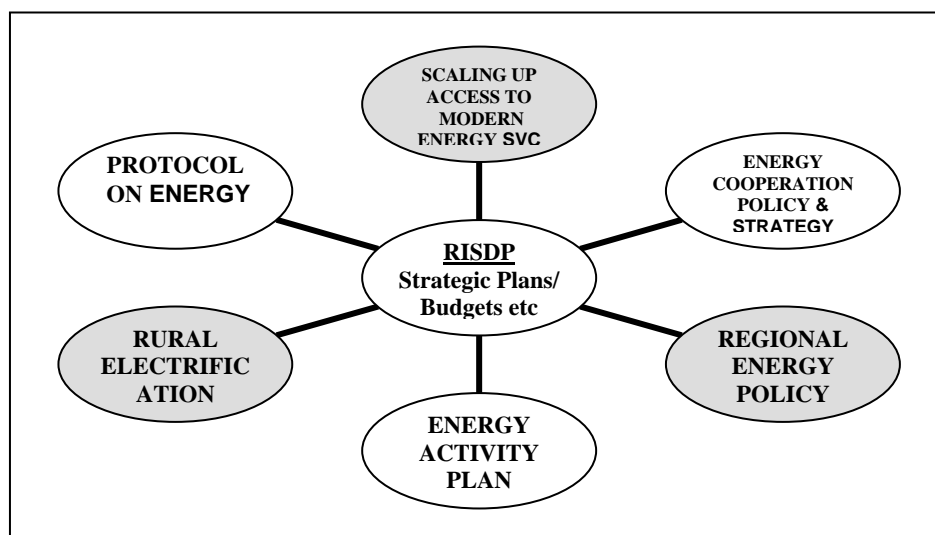 SCALING UP
ACCESS TO
MODERN
ENERGY SVC
PROTOCOL
ON ENERGY
ENERGY
COOPERATION
POLICY &
STRATEGY
RISDP
Strategic Plans/
Budgets etc
RURAL
ELECTRIFIC
ATION
REGIONAL
ENERGY
POLICY
ENERGY
ACTIVITY
PLAN